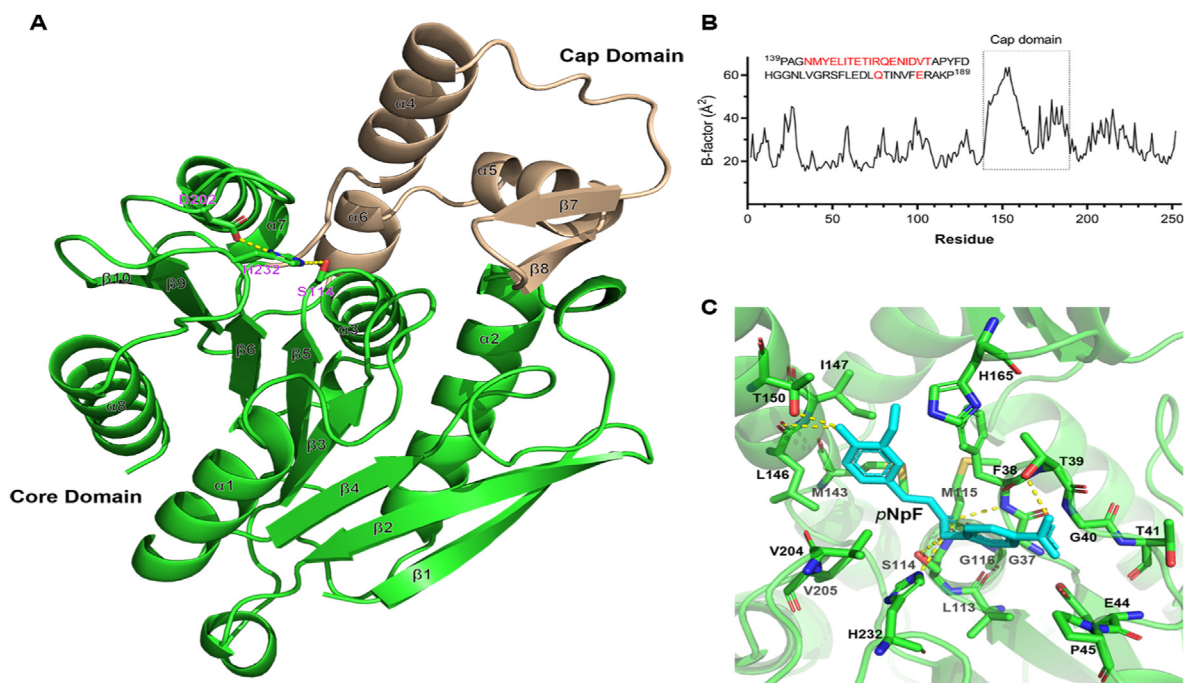 A
Cap Domain
α4
α5
β7
α6
D202
α7
β8
H232
S114
β10
β9
α3
α2
β6
β5
α8
β3
Core Domain
α1
β4
β2
β1
B
Cap domain
¹³⁹PAGNMYELITETIRQENIDVTAPYFD
HGGNLVGRSFLEDLQTINVFERAKP¹⁸⁹
B-factor (Å²)
60
40
20
0
50
100
150
200
250
Residue
C
I147
H165
T150
F38
T39
L146
M143
M115
pNpF
G40
T41
V204
S114
G116
G37
V205
L113
E44
H232
P45